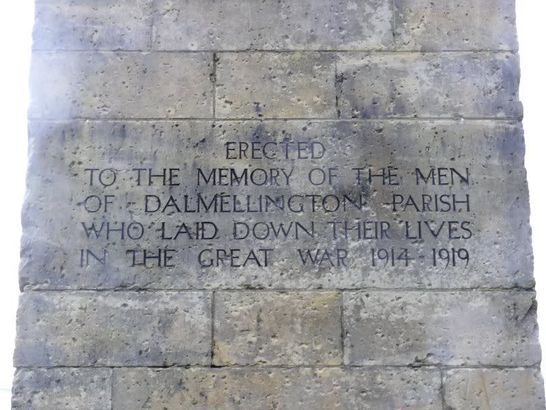 ERECTED
TO THE MEMORY OF THE MEN
OF DALMELLINGTON PARISH
WHO LAID DOWN THEIR LIVES
IN THE GREAT WAR 1914-1919